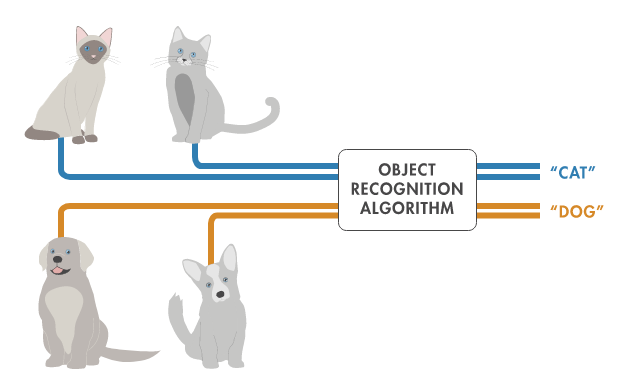 OBJECT
RECOGNITION
ALGORITHM
“CAT”
“DOG”